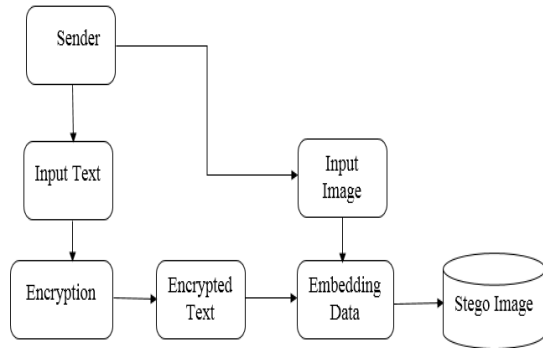 Sender
Input Text
Input
Image
Encryption
Encrypted
Text
Embedding
Data
Stego Image